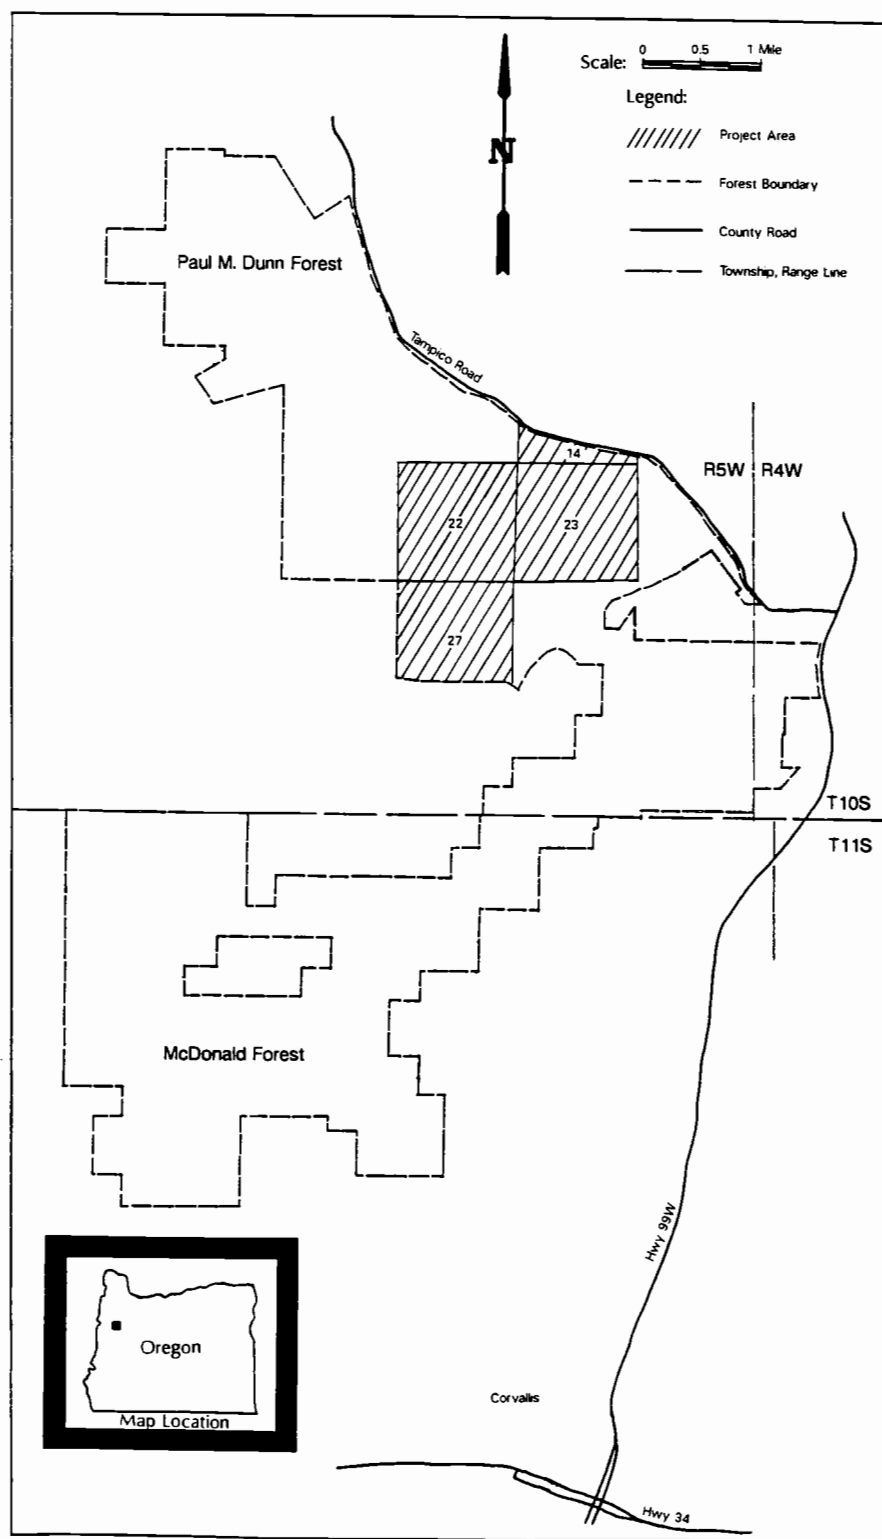 Scale: 0 0.5 1 Mile
Legend:
Project Area
Forest Boundary
County Road
Township, Range Line
N
Paul M. Dunn Forest
Tampico Road
14
R5W R4W
22
23
27
T10S
T11S
McDonald Forest
Hwy 99W
Oregon
Map Location
Corvallis
Hwy 34